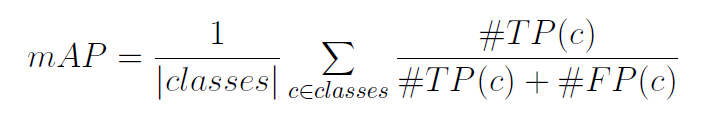 mAP = 1/|classes| ∑ c∈classes #TP(c)/#TP(c) + #FP(c)